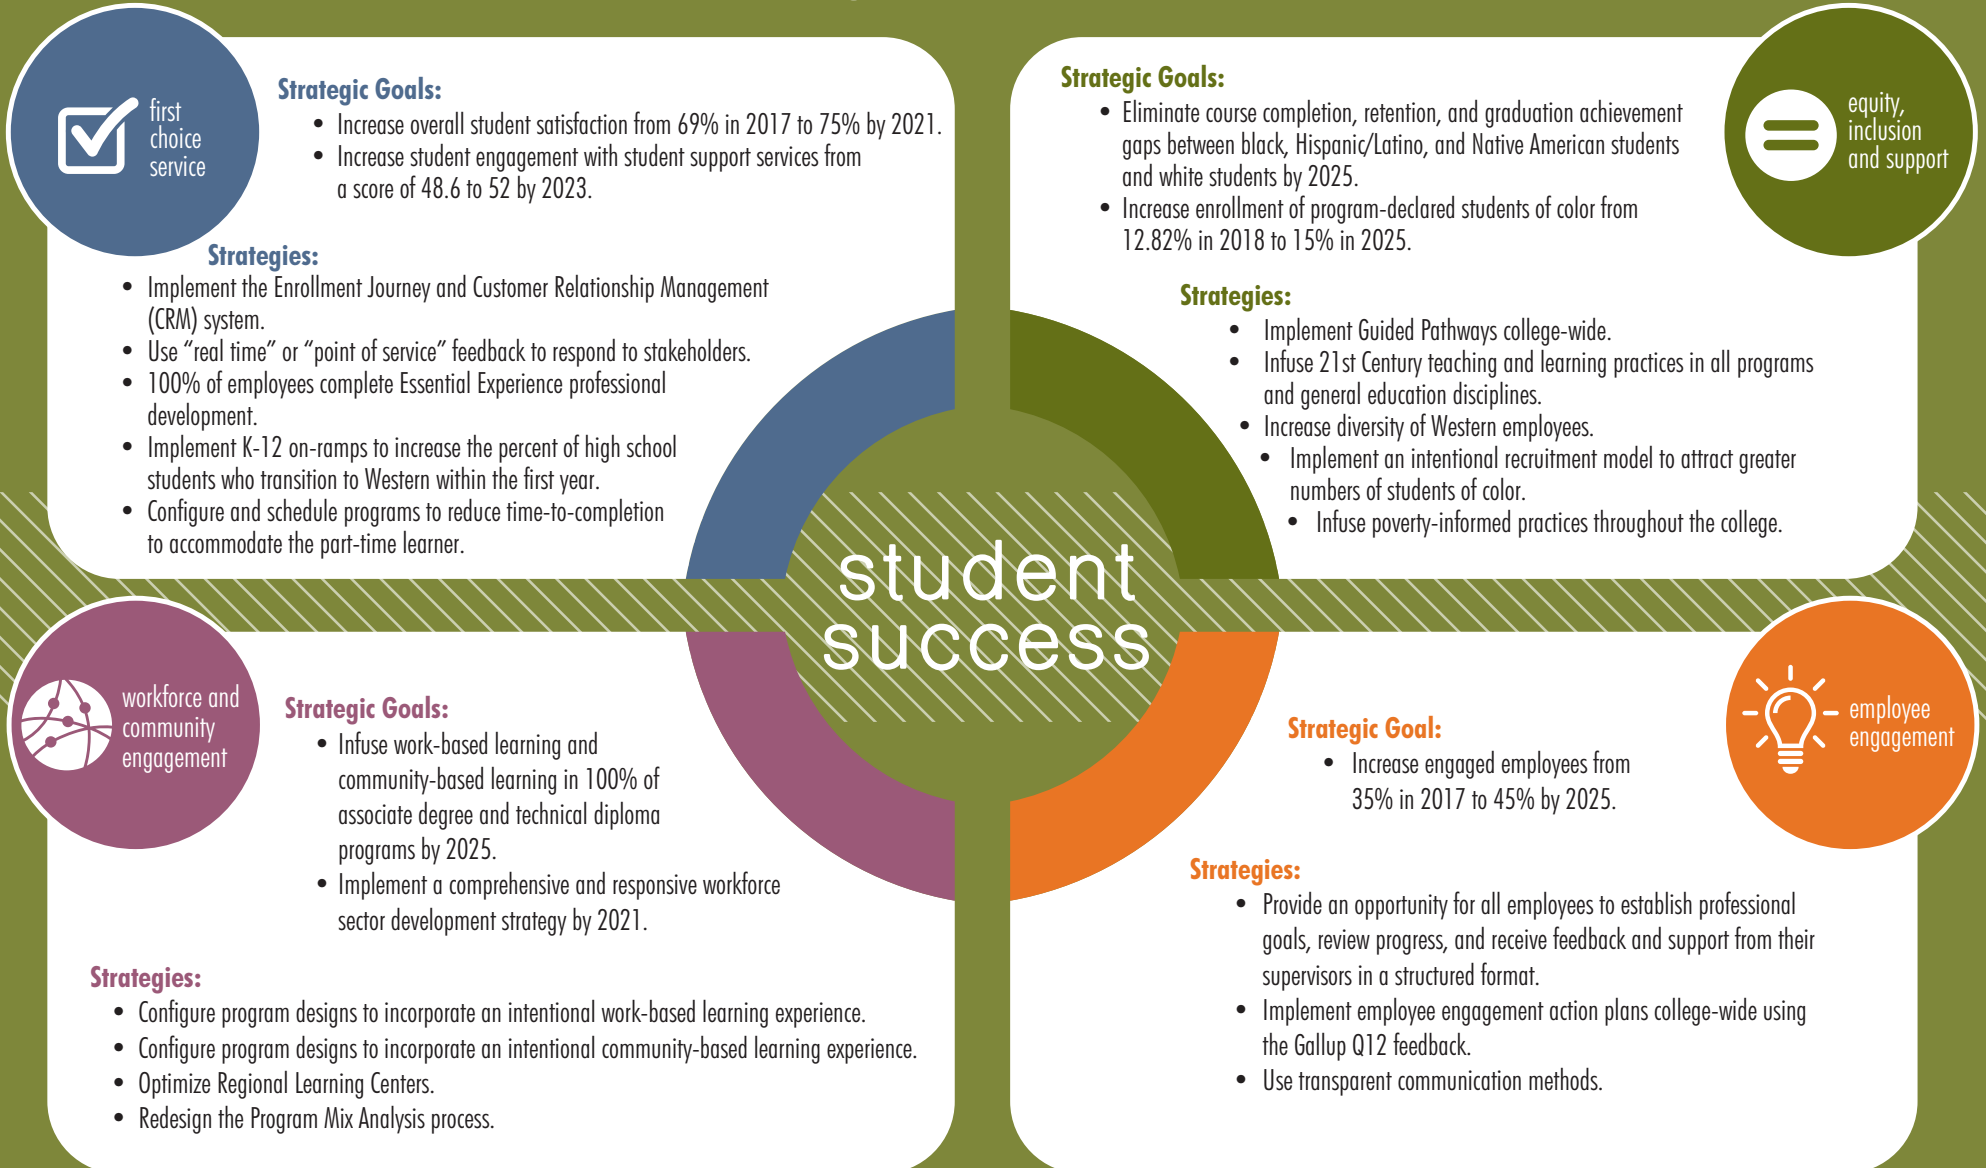 first
choice
service
Strategic Goals:
• Increase overall student satisfaction from 69% in 2017 to 75% by 2021.
• Increase student engagement with student support services from
a score of 48.6 to 52 by 2023.
Strategies:
• Implement the Enrollment Journey and Customer Relationship Management
(CRM) system.
• Use “real time” or “point of service” feedback to respond to stakeholders.
• 100% of employees complete Essential Experience professional
development.
• Implement K-12 on-ramps to increase the percent of high school
students who transition to Western within the first year.
• Configure and schedule programs to reduce time-to-completion
to accommodate the part-time learner.
equity,
inclusion
and support
Strategic Goals:
• Eliminate course completion, retention, and graduation achievement
gaps between black, Hispanic/Latino, and Native American students
and white students by 2025.
• Increase enrollment of program-declared students of color from
12.82% in 2018 to 15% in 2025.
Strategies:
• Implement Guided Pathways college-wide.
• Infuse 21st Century teaching and learning practices in all programs
and general education disciplines.
• Increase diversity of Western employees.
• Implement an intentional recruitment model to attract greater
numbers of students of color.
• Infuse poverty-informed practices throughout the college.
student
success
workforce and
community
engagement
Strategic Goals:
• Infuse work-based learning and
community-based learning in 100% of
associate degree and technical diploma
programs by 2025.
• Implement a comprehensive and responsive workforce
sector development strategy by 2021.
Strategies:
• Configure program designs to incorporate an intentional work-based learning experience.
• Configure program designs to incorporate an intentional community-based learning experience.
• Optimize Regional Learning Centers.
• Redesign the Program Mix Analysis process.
employee
engagement
Strategic Goal:
• Increase engaged employees from
35% in 2017 to 45% by 2025.
Strategies:
• Provide an opportunity for all employees to establish professional
goals, review progress, and receive feedback and support from their
supervisors in a structured format.
• Implement employee engagement action plans college-wide using
the Gallup Q12 feedback.
• Use transparent communication methods.